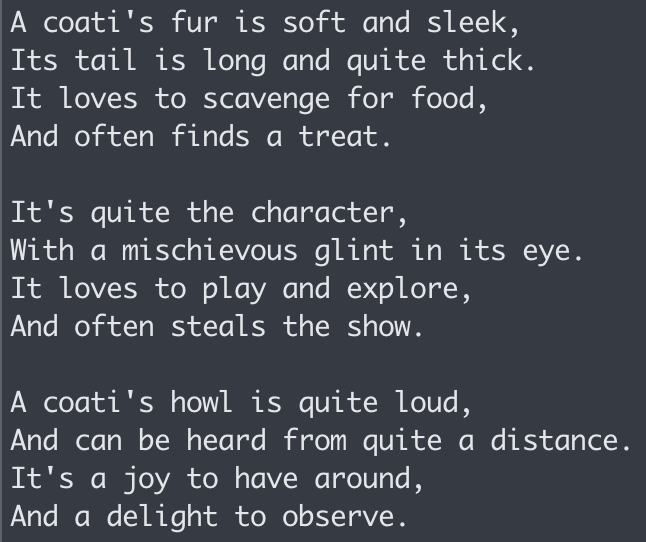 A coati's fur is soft and sleek,
Its tail is long and quite thick.
It loves to scavenge for food,
And often finds a treat.

It's quite the character,
With a mischievous glint in its eye.
It loves to play and explore,
And often steals the show.

A coati's howl is quite loud,
And can be heard from quite a distance.
It's a joy to have around,
And a delight to observe.